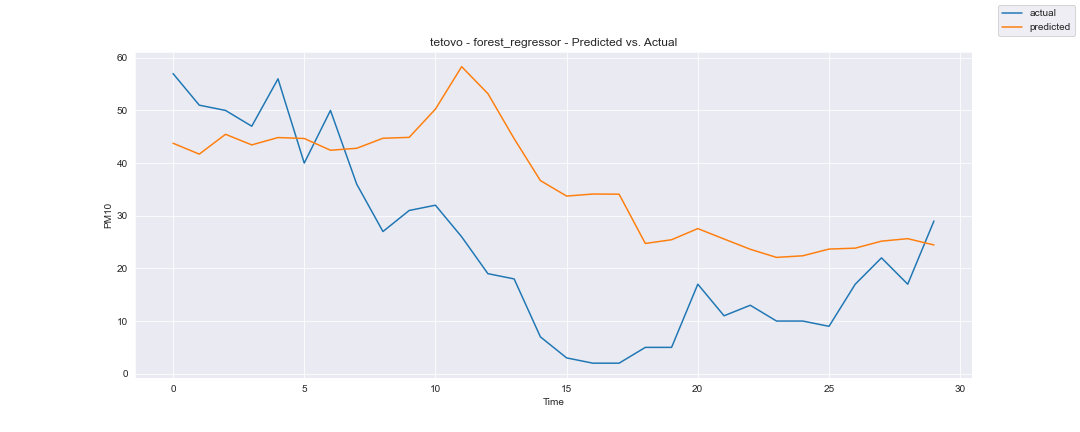 actual
predicted
tetovo - forest_regressor - Predicted vs. Actual
60
50
40
30
20
10
0
PM10
0 5 10 15 20 25 30
Time